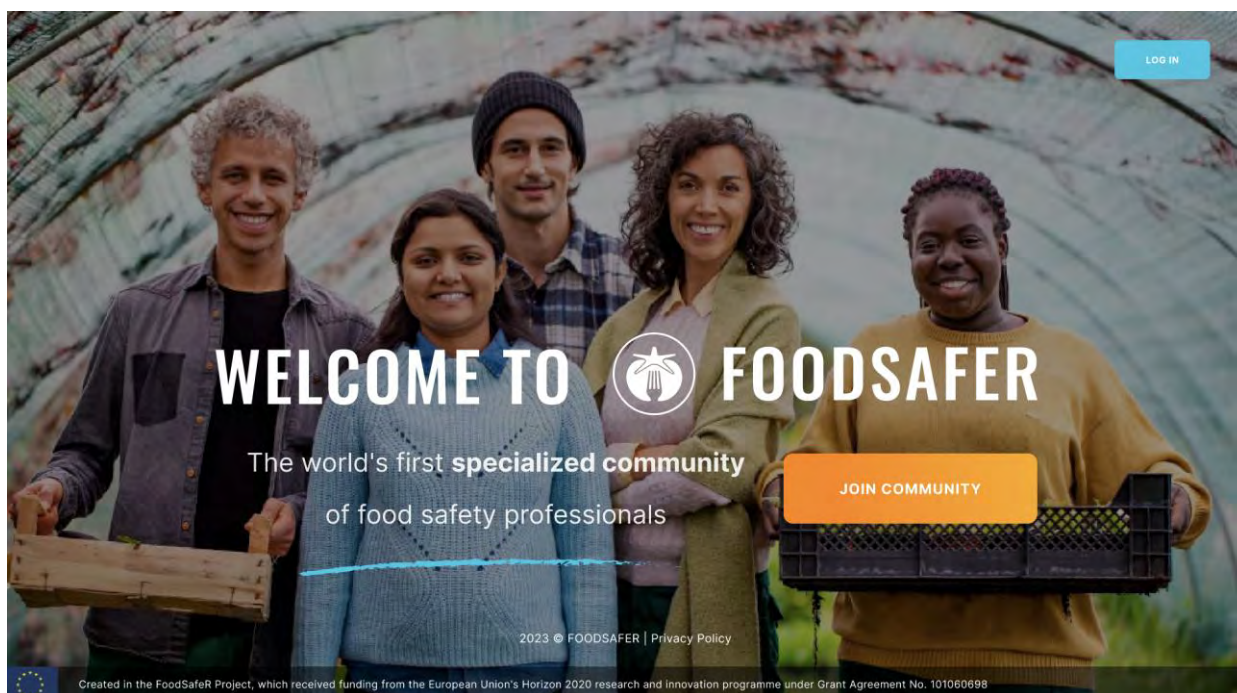 LOG IN
WELCOME TO FOODSAFER
The world's first specialized community
of food safety professionals
JOIN COMMUNITY
2023 © FOODSAFER | Privacy Policy
Created in the FoodSafeR Project, which received funding from the European Union's Horizon 2020 research and innovation programme under Grant Agreement No. 101060698